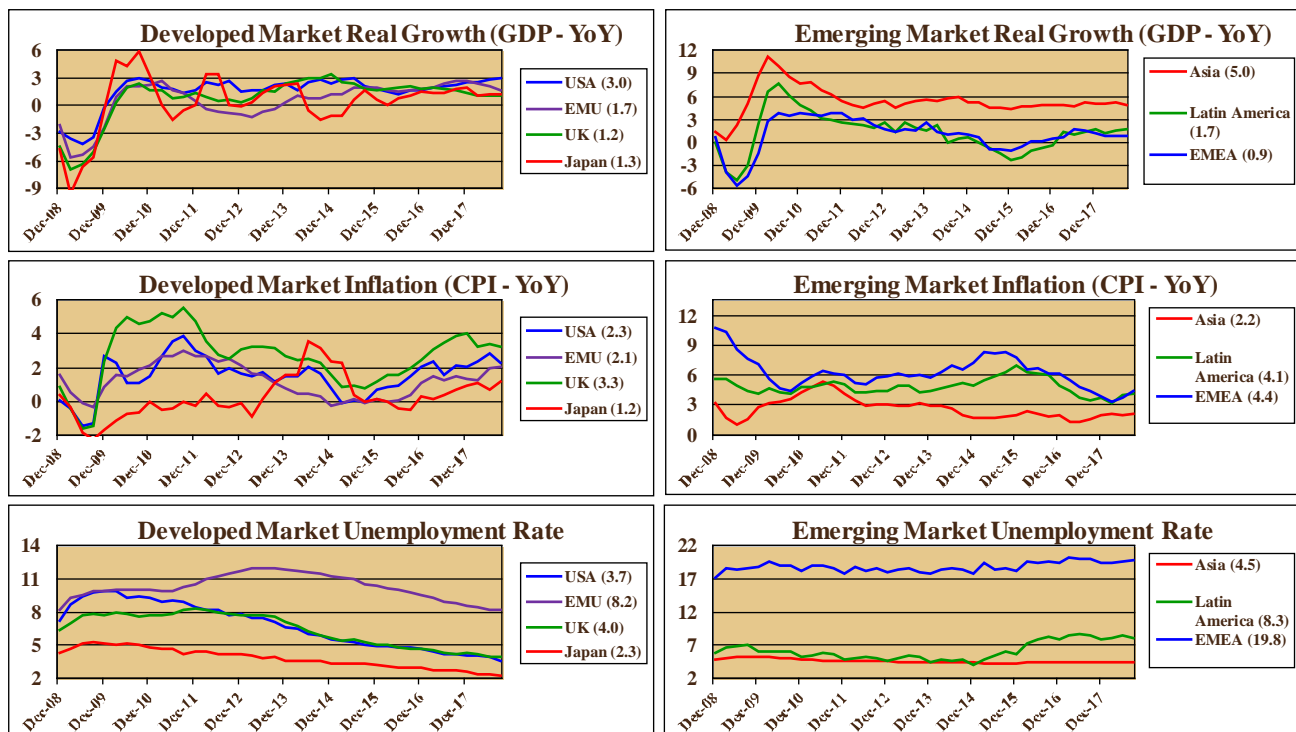 Developed Market Real Growth (GDP - YoY)
6
3
0
-3
-6
-9
Dec-08
Dec-09
Dec-10
Dec-11
Dec-12
Dec-13
Dec-14
Dec-15
Dec-16
Dec-17
USA (3.0)
EMU (1.7)
UK (1.2)
Japan (1.3)
Emerging Market Real Growth (GDP - YoY)
12
9
6
3
0
-3
-6
Dec-08
Dec-09
Dec-10
Dec-11
Dec-12
Dec-13
Dec-14
Dec-15
Dec-16
Dec-17
Asia (5.0)
Latin America
(1.7)
EMEA (0.9)
Developed Market Inflation (CPI - YoY)
6
4
2
0
-2
Dec-08
Dec-09
Dec-10
Dec-11
Dec-12
Dec-13
Dec-14
Dec-15
Dec-16
Dec-17
USA (2.3)
EMU (2.1)
UK (3.3)
Japan (1.2)
Emerging Market Inflation (CPI - YoY)
12
9
6
3
0
Dec-08
Dec-09
Dec-10
Dec-11
Dec-12
Dec-13
Dec-14
Dec-15
Dec-16
Dec-17
Asia (2.2)
Latin
America (4.1)
EMEA (4.4)
Developed Market Unemployment Rate
14
11
8
5
2
Dec-08
Dec-09
Dec-10
Dec-11
Dec-12
Dec-13
Dec-14
Dec-15
Dec-16
Dec-17
USA (3.7)
EMU (8.2)
UK (4.0)
Japan (2.3)
Emerging Market Unemployment Rate
22
17
12
7
2
Dec-08
Dec-09
Dec-10
Dec-11
Dec-12
Dec-13
Dec-14
Dec-15
Dec-16
Dec-17
Asia (4.5)
Latin
America (8.3)
EMEA (19.8)